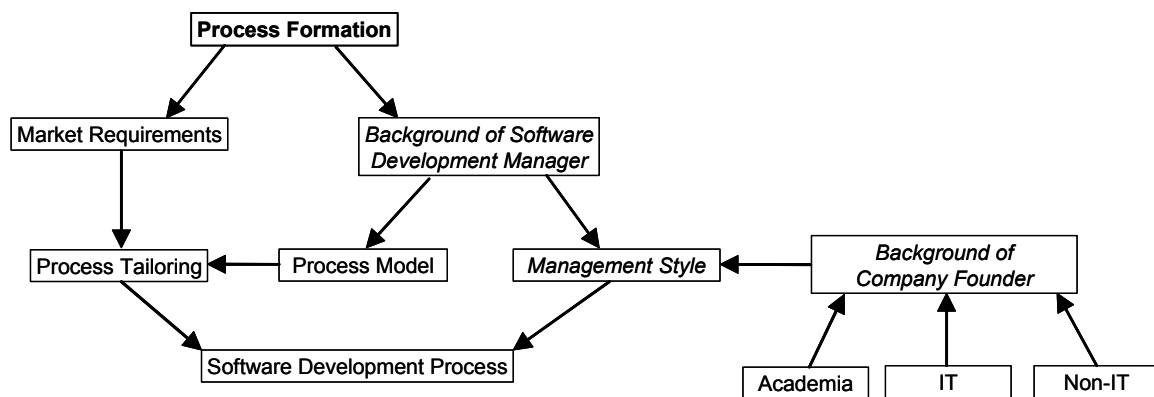 Process Formation
Market Requirements
Background of Software
Development Manager
Process Tailoring
Process Model
Management Style
Background of
Company Founder
Software Development Process
Academia
IT
Non-IT